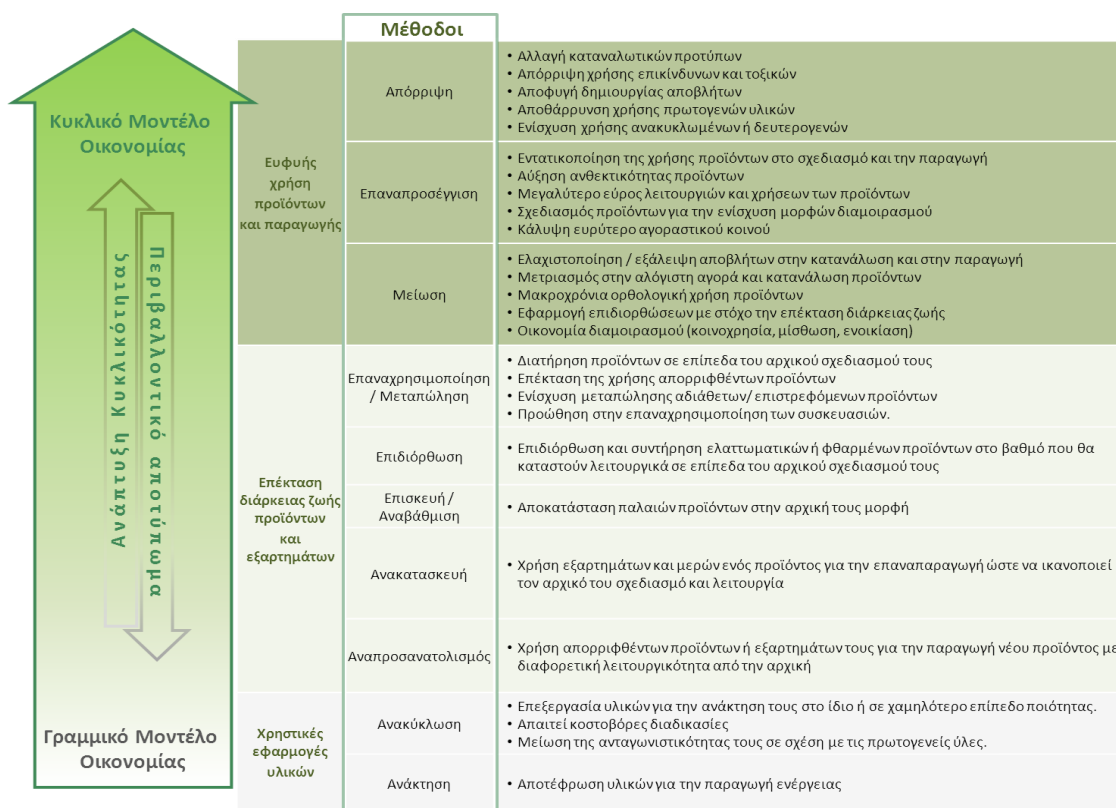 Μέθοδοι
Κυκλικό Μοντέλο
Οικονομίας
Ανάπτυξη Κυκλικότητας
Περιβαλλοντικό αποτύπωμα
Γραμμικό Μοντέλο
Οικονομίας
Ευφυής
χρήση
προϊόντων
και παραγωγής
Απόρριψη
• Αλλαγή καταναλωτικών προτύπων
• Απόρριψη χρήσης επικίνδυνων και τοξικών
• Αποφυγή δημιουργίας αποβλήτων
• Αποθάρρυνση χρήσης πρωτογενών υλικών
• Ενίσχυση χρήσης ανακυκλωμένων ή δευτερογενών
Επαναπροσέγγιση
• Εντατικοποίηση της χρήσης προϊόντων στο σχεδιασμό και την παραγωγή
• Αύξηση ανθεκτικότητας προϊόντων
• Μεγαλύτερο εύρος λειτουργιών και χρήσεων των προϊόντων
• Σχεδιασμός προϊόντων για την ενίσχυση μορφών διαμοιρασμού
• Κάλυψη ευρύτερο αγοραστικού κοινού
Μείωση
• Ελαχιστοποίηση / εξάλειψη αποβλήτων στην κατανάλωση και στην παραγωγή
• Μετριασμός στην αλόγιστη αγορά και κατανάλωση προϊόντων
• Μακροχρόνια ορθολογική χρήση προϊόντων
• Εφαρμογή επιδιορθώσεων με στόχο την επέκταση διάρκειας ζωής
• Οικονομία διαμοιρασμού (κοινοχρησία, μίσθωση, ενοικίαση)
Επέκταση
διάρκειας ζωής
προϊόντων
και
εξαρτημάτων
Επαναχρησιμοποίηση
/ Μεταπώληση
• Διατήρηση προϊόντων σε επίπεδα του αρχικού σχεδιασμού τους
• Επέκταση της χρήσης απορριφθέντων προϊόντων
• Ενίσχυση μεταπώλησης αδιάθετων/ επιστρεφόμενων προϊόντων
• Προώθηση στην επαναχρησιμοποίηση των συσκευασιών.
Επιδιόρθωση
• Επιδιόρθωση και συντήρηση ελαττωματικών ή φθαρμένων προϊόντων στο βαθμό που θα
καταστούν λειτουργικά σε επίπεδα του αρχικού σχεδιασμού τους
Επισκευή /
Αναβάθμιση
• Αποκατάσταση παλαιών προϊόντων στην αρχική τους μορφή
Ανακατασκευή
• Χρήση εξαρτημάτων και μερών ενός προϊόντος για την επαναπαραγωγή ώστε να ικανοποιεί
τον αρχικό του σχεδιασμό και λειτουργία
Αναπροσανατολισμός
• Χρήση απορριφθέντων προϊόντων ή εξαρτημάτων τους για την παραγωγή νέου προϊόντος με
διαφορετική λειτουργικότητα από την αρχική
Χρηστικές
εφαρμογές
υλικών
Ανακύκλωση
• Επεξεργασία υλικών για την ανάκτηση τους στο ίδιο ή σε χαμηλότερο επίπεδο ποιότητας.
• Απαιτεί κοστοβόρες διαδικασίες
• Μείωση της ανταγωνιστικότητας τους σε σχέση με τις πρωτογενείς ύλες.
Ανάκτηση
• Αποτέφρωση υλικών για την παραγωγή ενέργειας